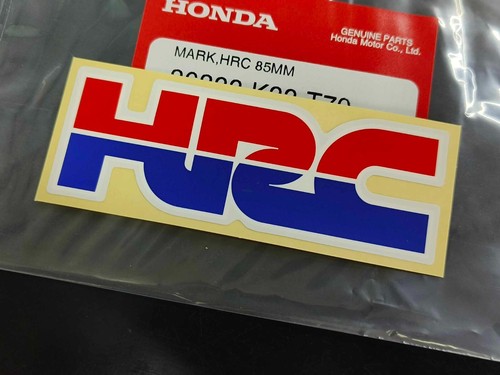 HONDA
GENUINE PARTS
Honda Motor Co., Ltd.
MARK,HRC 85MM
HRC